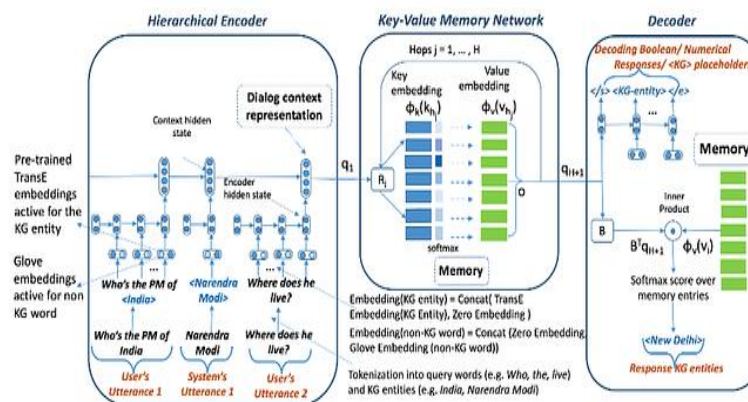 Hierarchical Encoder
Key-Value Memory Network
Decoder
Hops j = 1, ... , H
Key embedding
ϕk(khj)
Value embedding
ϕv(vhj)
Decoding Boolean/ Numerical
Responses/ <KG> placeholder
</s> <KG-entity> </e>
...
Dialog context
representation
Context hidden
state
Encoder
hidden state
q1
Rj
O
qH+1
softmax
Memory
Memory
Inner
Product
B
BTqH+1
ϕv(vi)
Softmax score over
memory entries
<New Delhi>
Response KG entities
Pre-trained
TransE
embeddings
active for the
KG entity
Glove
embeddings
active for non
KG word
...
Who's the PM of
<India>
<Narendra
Modi>
...
Where does he
live?
Who's the PM of
India
Narendra
Modi
Where does he
live?
User's
Utterance 1
System's
Utterance 1
User's
Utterance 2
Embedding(KG entity) = Concat( TransE
Embedding(KG Entity), Zero Embedding )
Embedding(non-KG word) = Concat (Zero Embedding,
Glove Embedding (non-KG word))
Tokenization into query words (e.g. Who, the, live)
and KG entities (e.g. India, Narendra Modi)